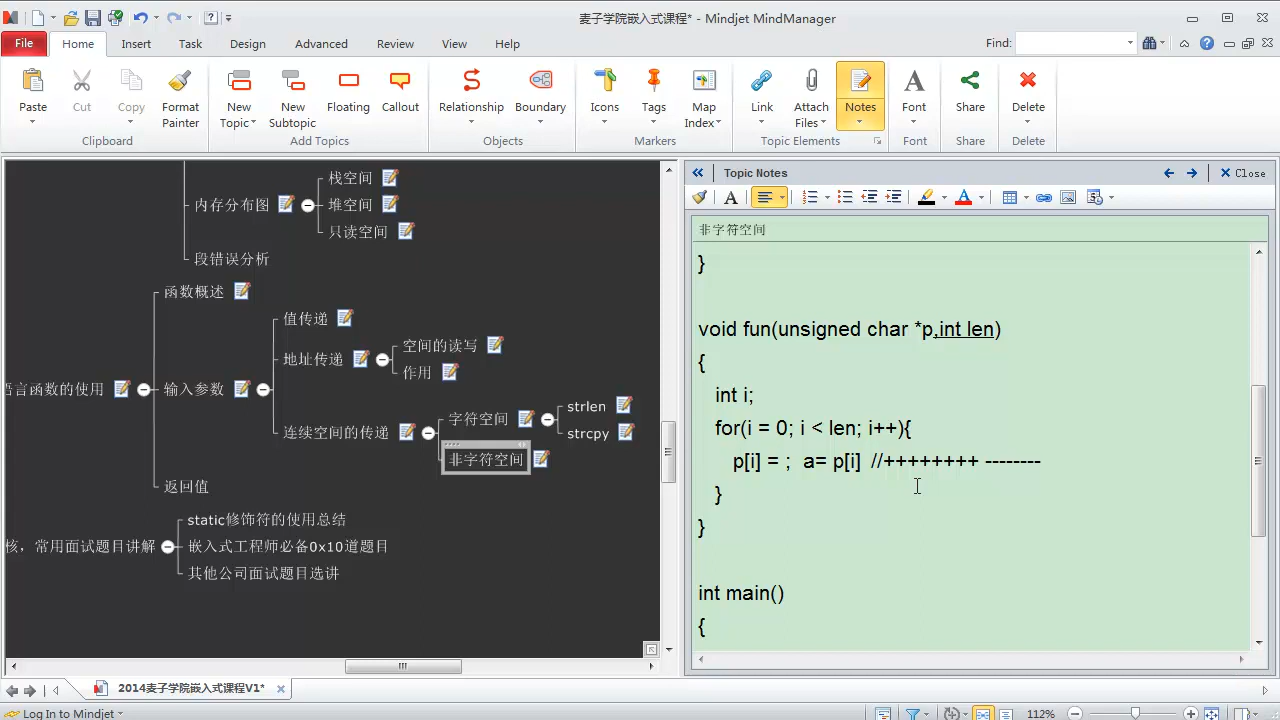 麦子学院嵌入式课程* - Mindjet MindManager
File Home Insert Task Design Advanced Review View Help Find:
Paste Cut Copy Format Painter New Topic New Subtopic Floating Callout Relationship Boundary Icons Tags Map Index Link Attach Files Notes Font Share Delete
Clipboard Add Topics Objects Markers Topic Elements Font Share Delete
栈空间
内存分布图
堆空间
只读空间
段错误分析
函数概述
值传递
空间的读写
地址传递
作用
语言函数的使用
输入参数
strlen
字符空间
连续空间的传递
strcpy
非字符空间
返回值
static修饰符的使用总结
核，常用面试题目讲解
嵌入式工程师必备0x10道题目
其他公司面试题目选讲
Topic Notes Close
非字符空间
}
void fun(unsigned char *p,int len)
{
int i;
for(i = 0; i < len; i++){
p[i] = ; a= p[i] //++++++++ --------
}
}
int main()
{
2014麦子学院嵌入式课程V1*
Log In to Mindjet 112%